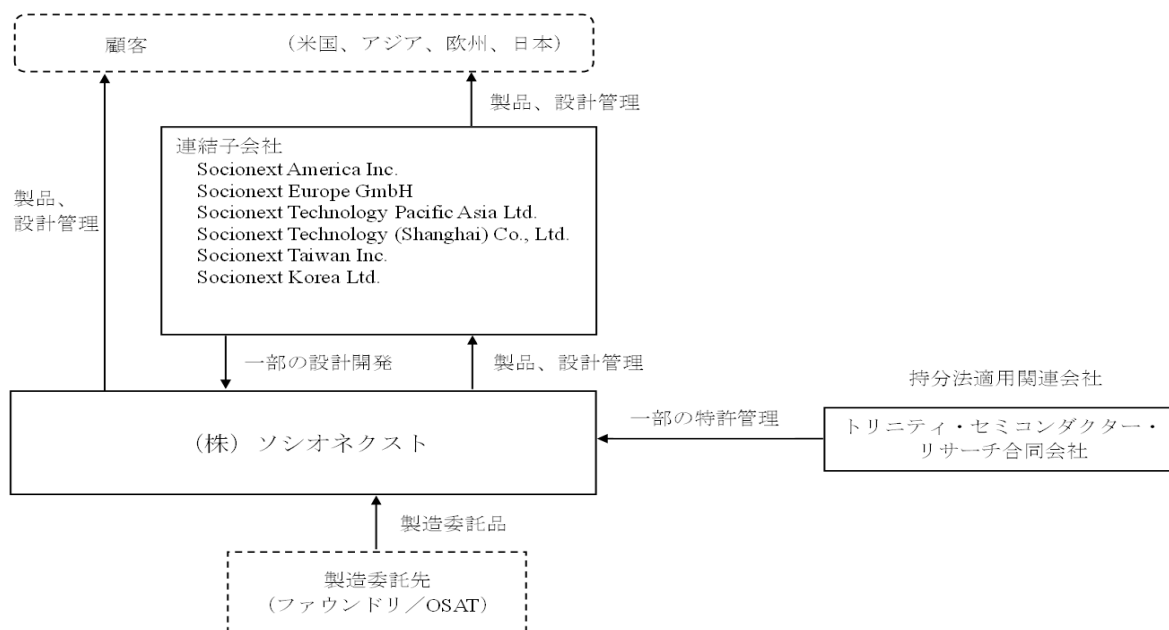 顧客 （米国、アジア、欧州、日本）
製品、設計管理
連結子会社
Socionext America Inc.
Socionext Europe GmbH
Socionext Technology Pacific Asia Ltd.
Socionext Technology (Shanghai) Co., Ltd.
Socionext Taiwan Inc.
Socionext Korea Ltd.
製品、
設計管理
一部の設計開発
製品、設計管理
持分法適用関連会社
（株）ソシオネクスト
一部の特許管理
トリニティ・セミコンダクター・
リサーチ合同会社
製造委託品
製造委託先
（ファウンドリ／OSAT）